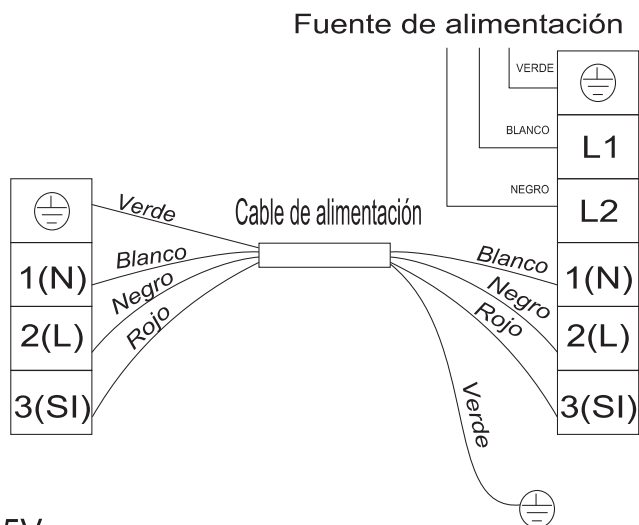 Fuente de alimentación
VERDE
BLANCO
L1
NEGRO
L2
Verde
Cable de alimentación
1(N)
Blanco
Blanco
1(N)
2(L)
Negro
Negro
2(L)
3(SI)
Rojo
Rojo
3(SI)
Verde
5V